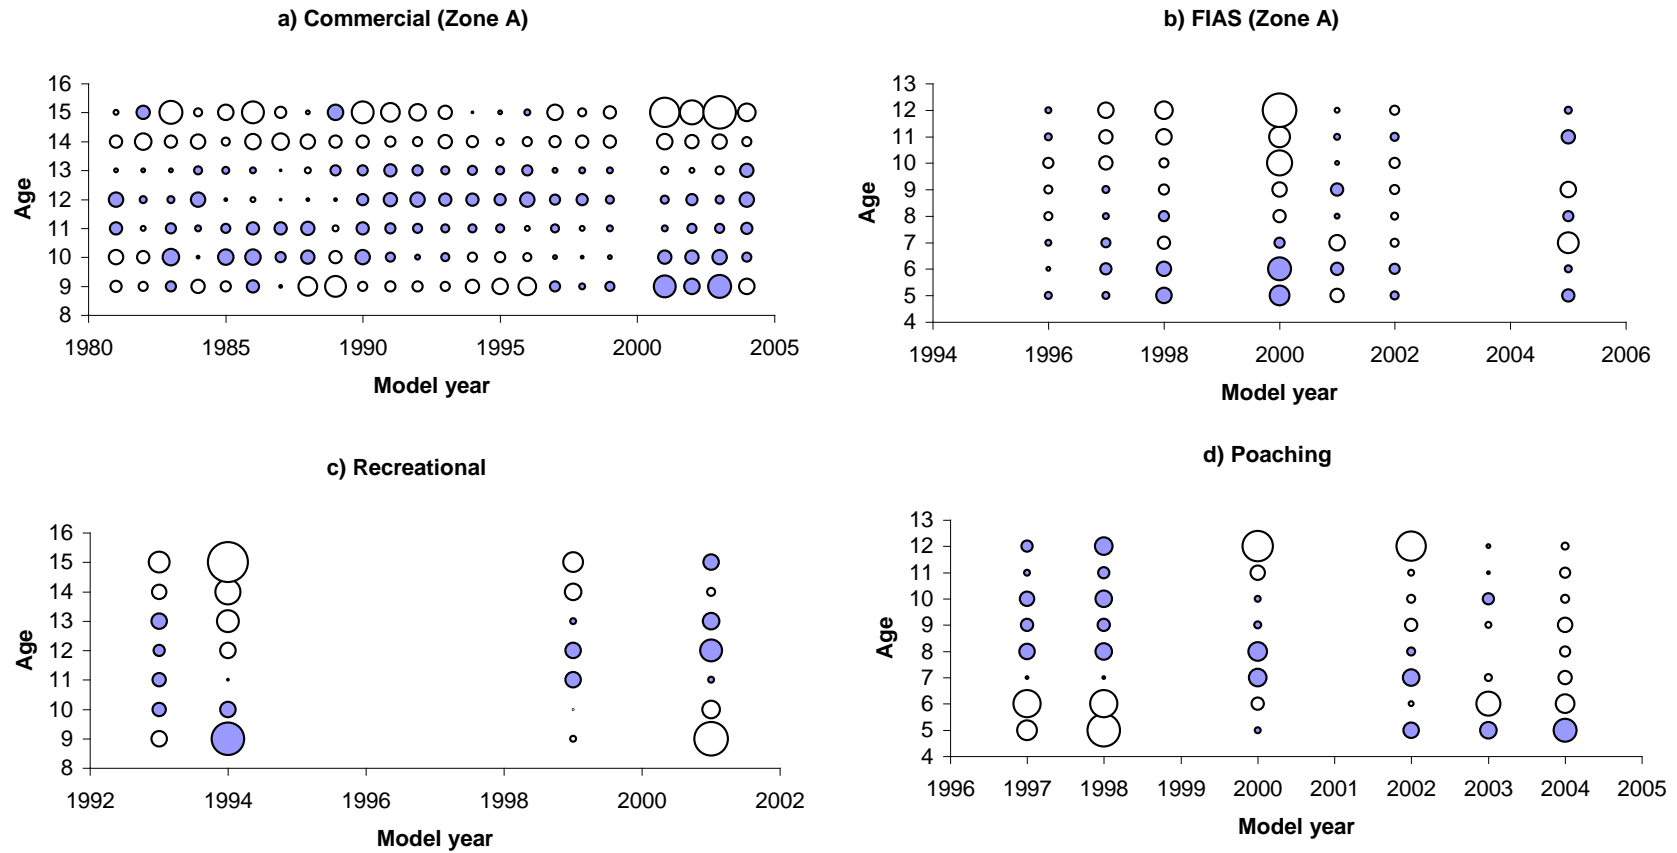 a) Commercial (Zone A)
16
15
14
13
12
11
10
9
8
Age
1980 1985 1990 1995 2000 2005
Model year
b) FIAS (Zone A)
13
12
11
10
9
8
7
6
5
4
Age
1994 1996 1998 2000 2002 2004 2006
Model year
c) Recreational
16
15
14
13
12
11
10
9
8
Age
1992 1994 1996 1998 2000 2002
Model year
d) Poaching
13
12
11
10
9
8
7
6
5
4
Age
1996 1997 1998 1999 2000 2001 2002 2003 2004 2005
Model year